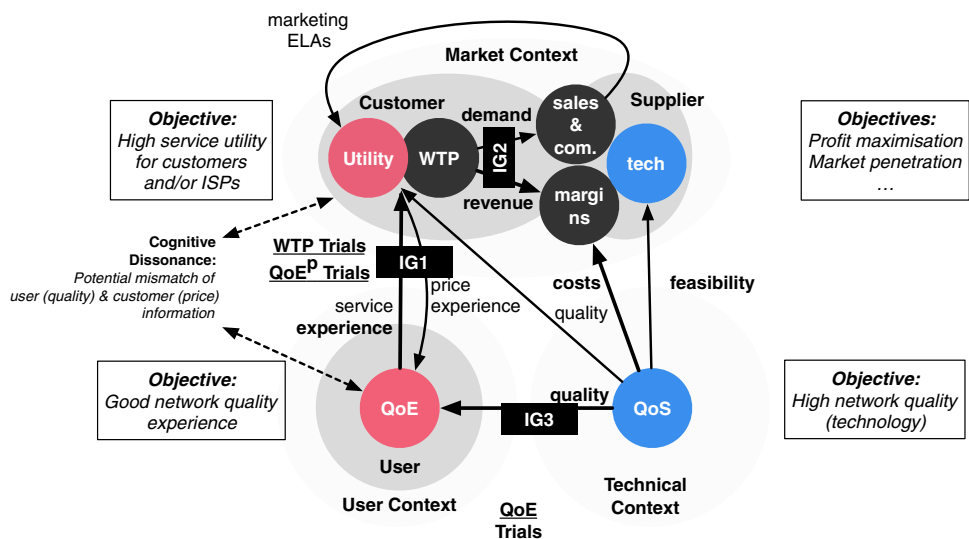 marketing
ELAs
Market Context
Customer
Supplier
demand
sales
& 
com.
Utility
WTP
IG2
tech
revenue
margi
ns
Objective:
High service utility
for customers
and/or ISPs
Objectives:
Profit maximisation
Market penetration
...
Cognitive
Dissonance:
Potential mismatch of
user (quality) & customer (price)
information
WTP Trials
QoEp Trials
IG1
service
experience
price
experience
costs
quality
feasibility
Objective:
Good network quality
experience
QoE
quality
IG3
QoS
Objective:
High network quality
(technology)
User
User Context
Technical
Context
QoE
Trials